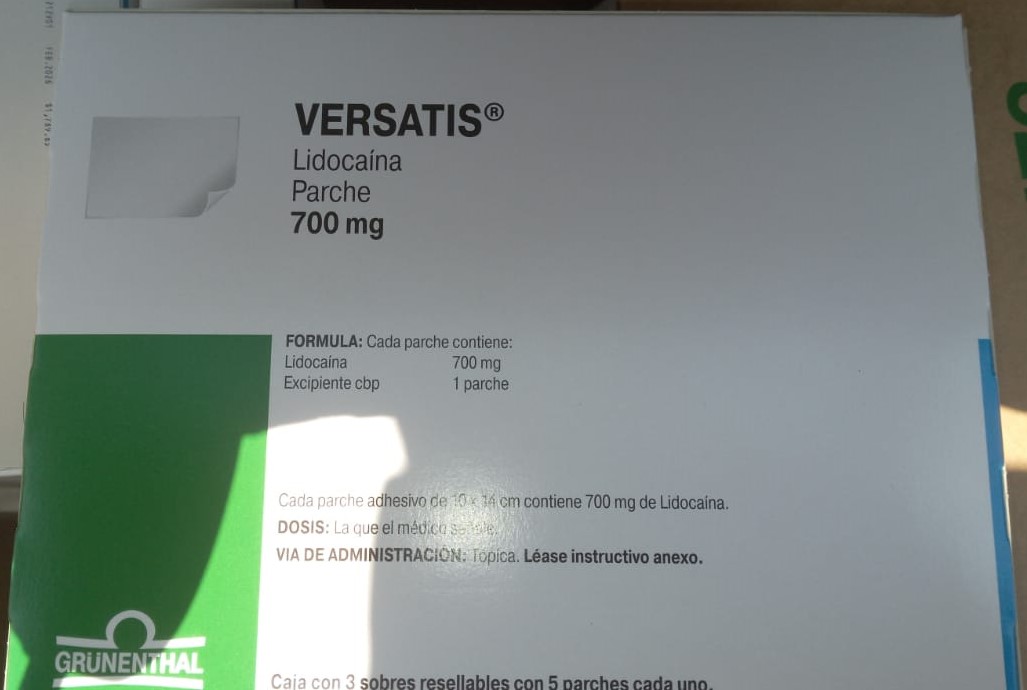 VERSATIS®
Lidocaína
Parche
700 mg
FORMULA: Cada parche contiene:
Lidocaína 700 mg
Excipiente cbp 1 parche
Cada parche adhesivo de 10 x 14 cm contiene 700 mg de Lidocaína.
DOSIS: La que el médico señale.
VIA DE ADMINISTRACIÓN: Tópica. Léase instructivo anexo.
GRÜNENTHAL
Caja con 3 sobres resellables con 5 parches cada uno.